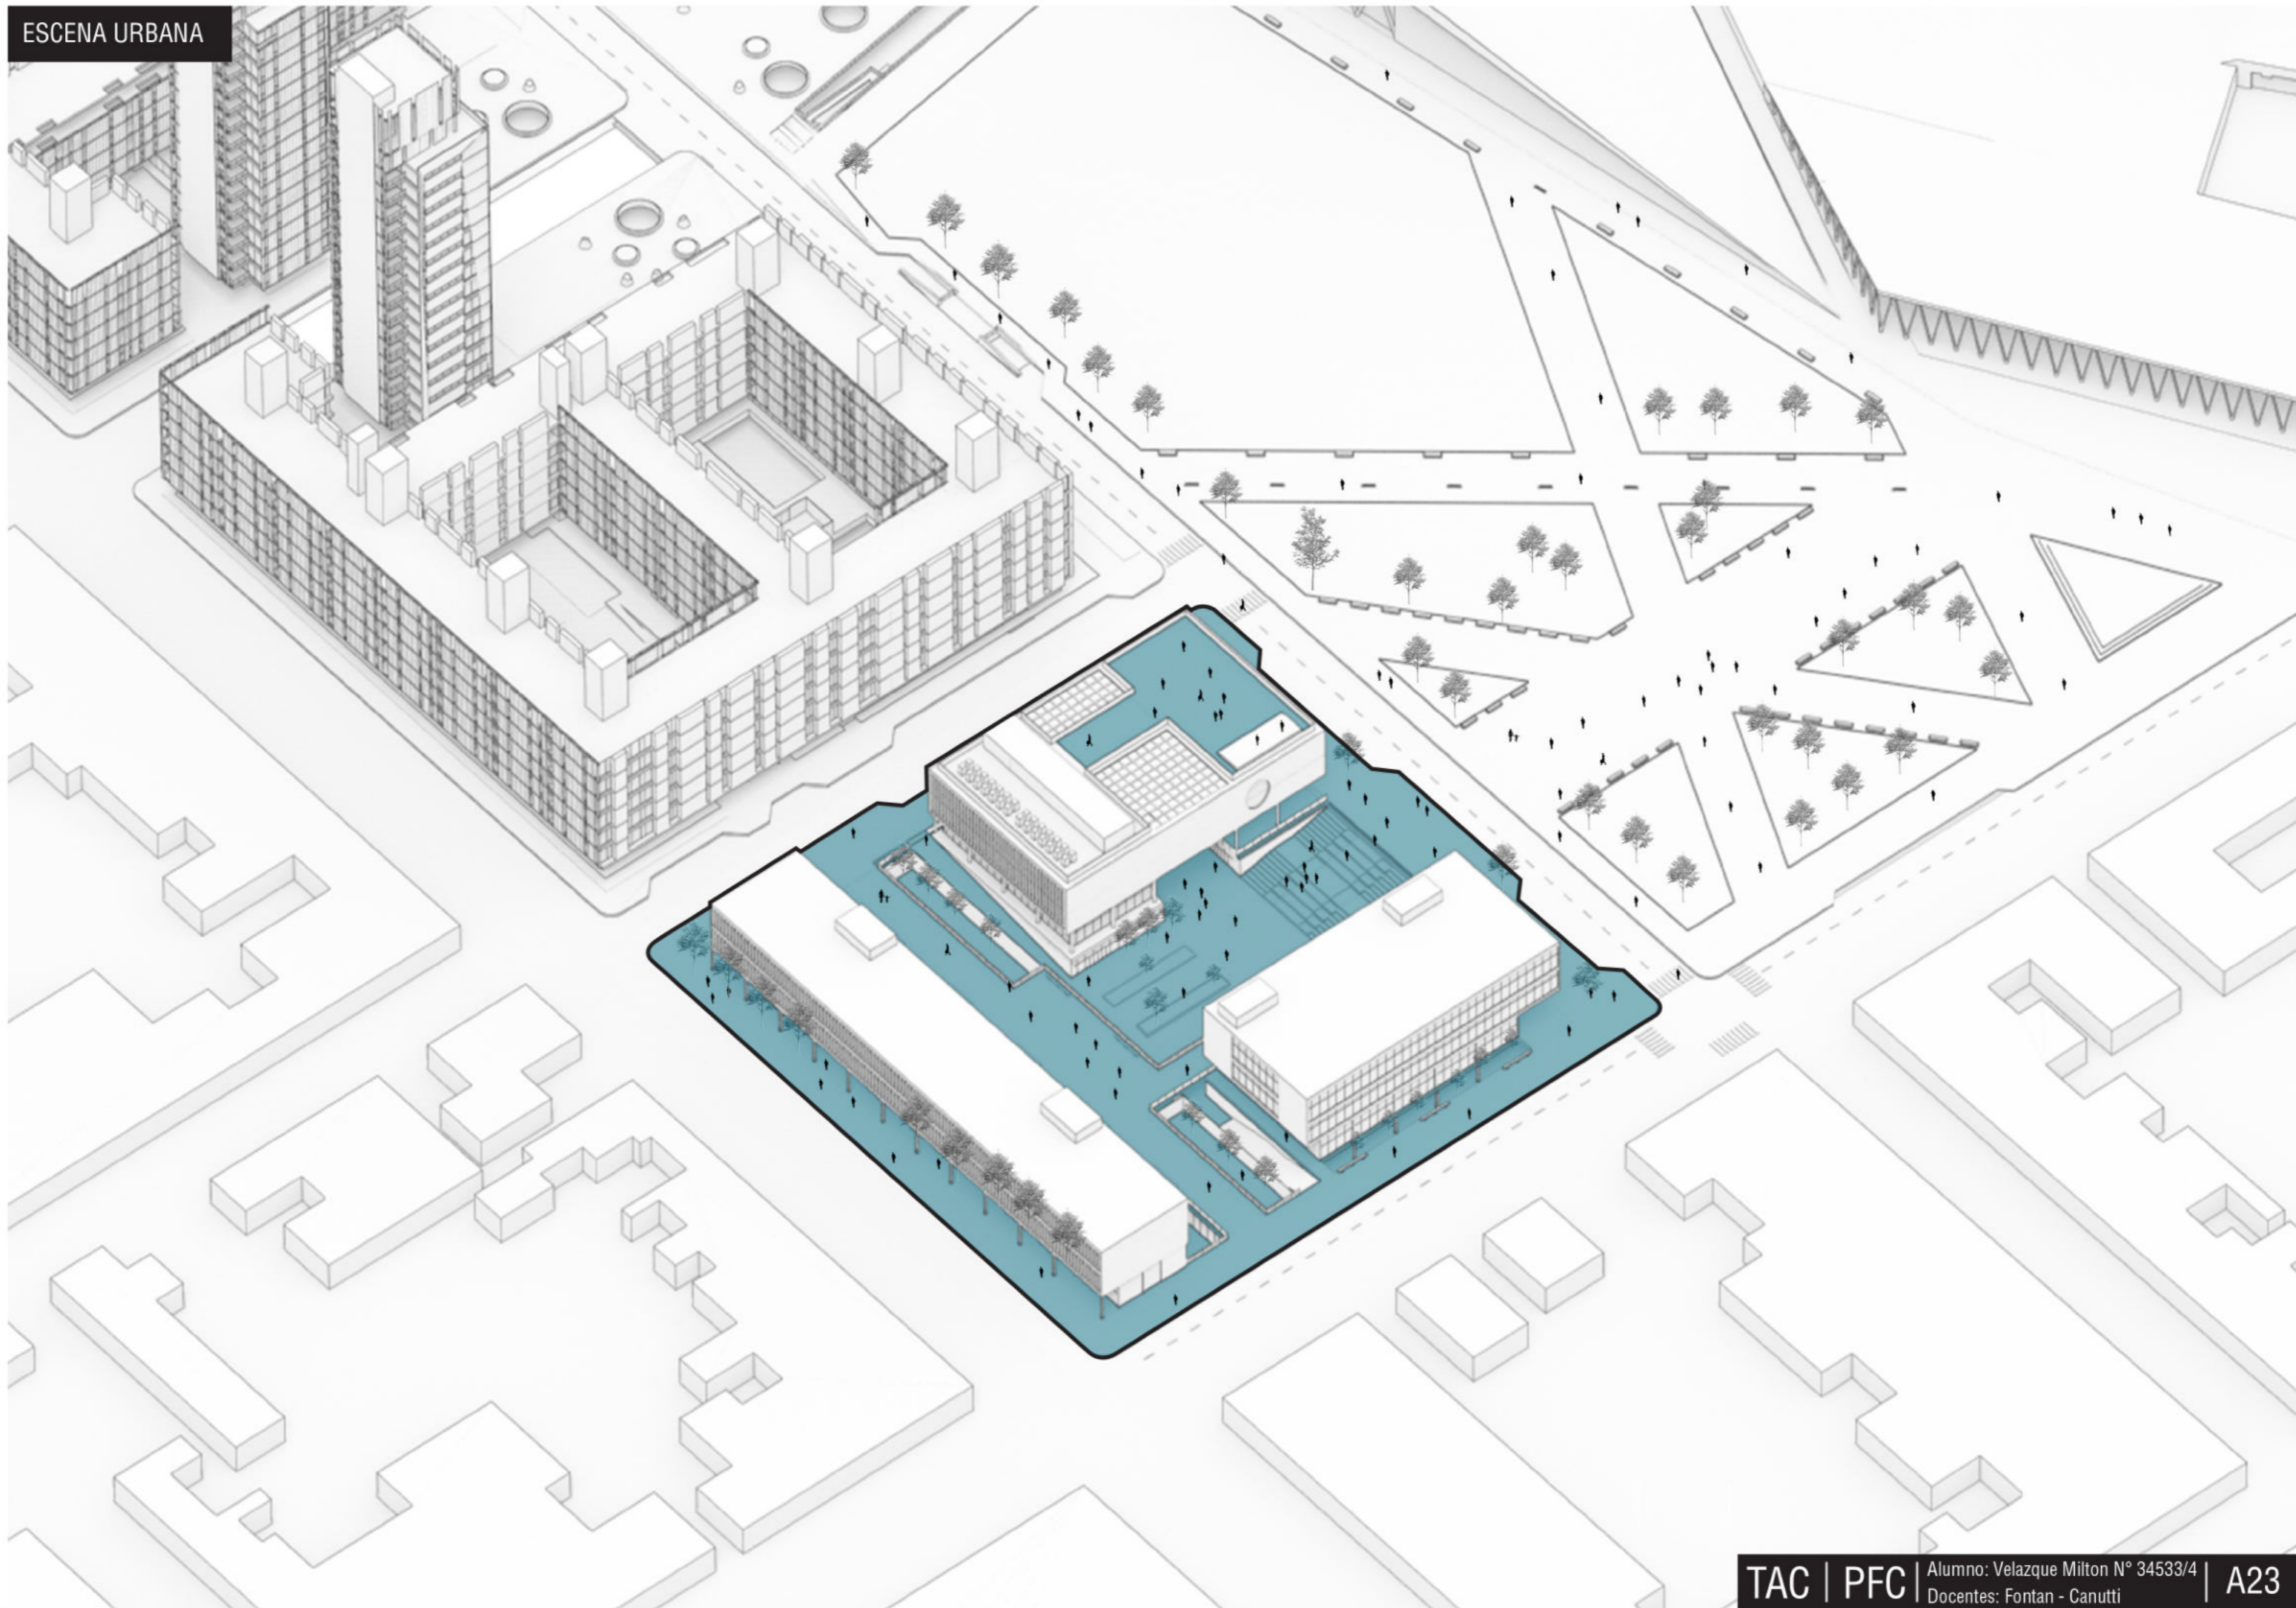 ESCENA URBANA
TAC | PFC | Alumno: Velazque Milton N° 34533/4 | A23
Docentes: Fontan - Canutti